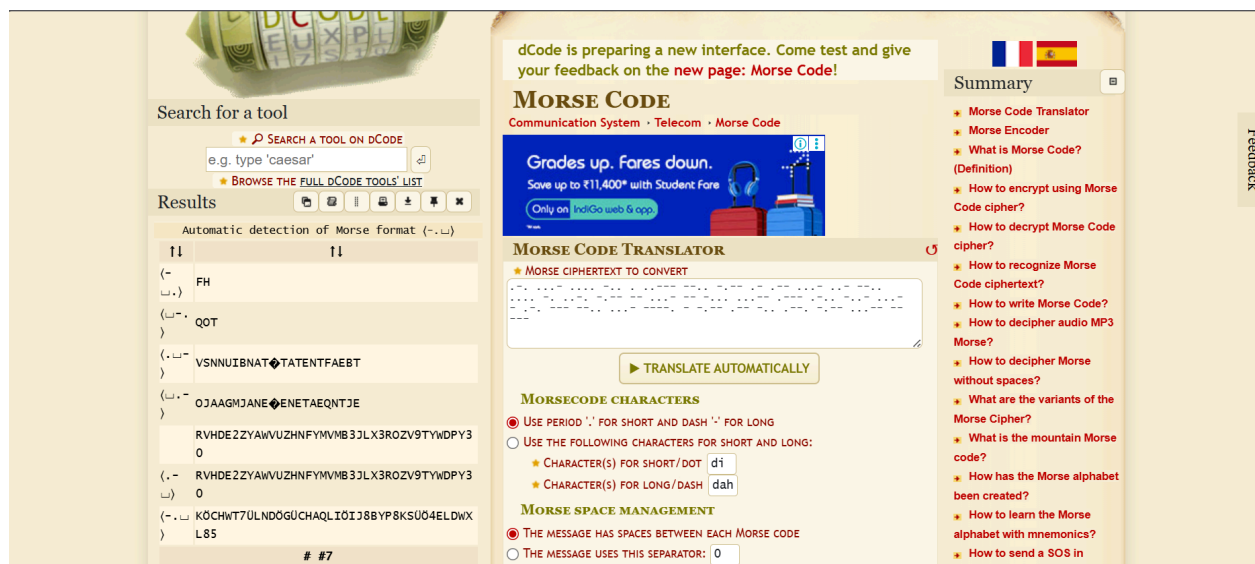 dCode is preparing a new interface. Come test and give
your feedback on the new page: Morse Code!
Search for a tool
★ SEARCH A TOOL ON DCODE
e.g. type 'caesar'
★ BROWSE THE FULL DCODE TOOLS' LIST
Results
Automatic detection of Morse format ⟨-.␣⟩
↑↓ ↑↓
⟨-␣.⟩ FH
⟨␣-.⟩ QOT
⟨.␣-⟩ VSNNUIBNAT�TATENTFAEBT
⟨␣.-⟩ OJAAGMJANE�ENETAEQNTJE
RVHDE2ZYAWVUZHNFYMVMB3JLX3ROZV9TYWDPY3
O
⟨.-␣⟩ RVHDE2ZYAWVUZHNFYMVMB3JLX3ROZV9TYWDPY3
O
⟨-.␣⟩ KÖCHWT7ÜLNDÖGÜCHAQLIÖIJ8BYP8KSÜÖ4ELDWX
L85
# #7
MORSE CODE
Communication System › Telecom › Morse Code
Grades up. Fares down.
Save up to ₹11,400* with Student Fare
Only on IndiGo web & app.
MORSE CODE TRANSLATOR
★ MORSE CIPHERTEXT TO CONVERT
▶ TRANSLATE AUTOMATICALLY
MORSECODE CHARACTERS
USE PERIOD '.' FOR SHORT AND DASH '-' FOR LONG
USE THE FOLLOWING CHARACTERS FOR SHORT AND LONG:
★ CHARACTER(S) FOR SHORT/DOT di
★ CHARACTER(S) FOR LONG/DASH dah
MORSE SPACE MANAGEMENT
THE MESSAGE HAS SPACES BETWEEN EACH MORSE CODE
THE MESSAGE USES THIS SEPARATOR: 0
Summary
Morse Code Translator
Morse Encoder
What is Morse Code?
(Definition)
How to encrypt using Morse
Code cipher?
How to decrypt Morse Code
cipher?
How to recognize Morse
Code ciphertext?
How to write Morse Code?
How to decipher audio MP3
Morse?
How to decipher Morse
without spaces?
What are the variants of the
Morse Cipher?
What is the mountain Morse
code?
How has the Morse alphabet
been created?
How to learn the Morse
alphabet with mnemonics?
How to send a SOS in
Feedback